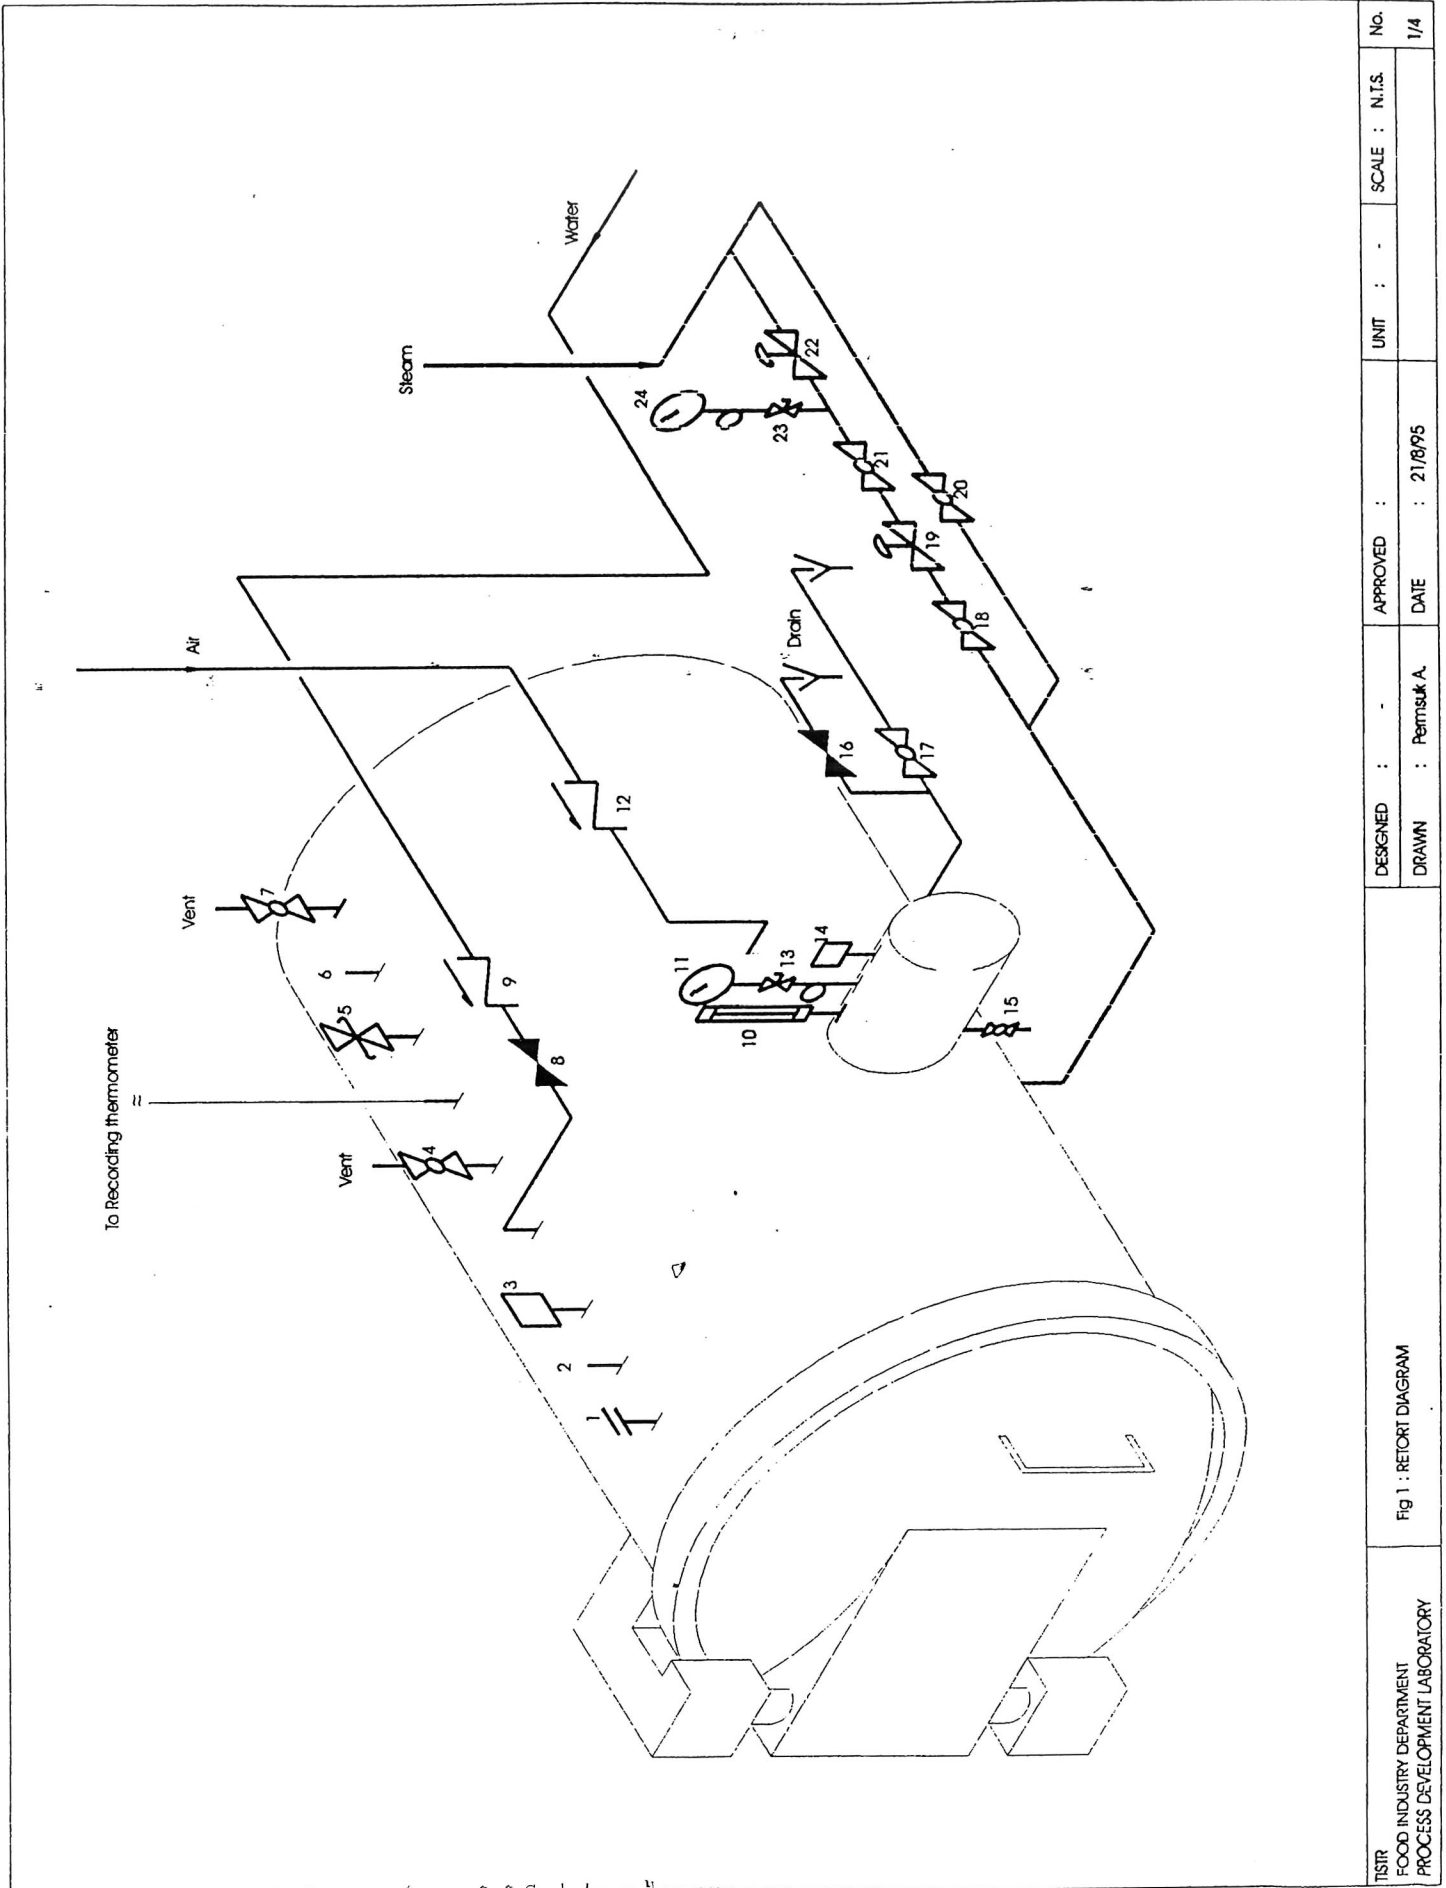 To Recording thermometer
Vent
Vent
Air
Steam
Water
Drain
1
2
3
4
5
6
7
8
9
10
11
12
13
14
15
16
17
18
19
20
21
22
23
24
TISTR
FOOD INDUSTRY DEPARTMENT
PROCESS DEVELOPMENT LABORATORY
Fig 1 : RETORT DIAGRAM
DESIGNED : -
DRAWN : Permsuk A.
APPROVED :
DATE : 21/8/95
UNIT : -
SCALE : N.T.S.
No.
1/4